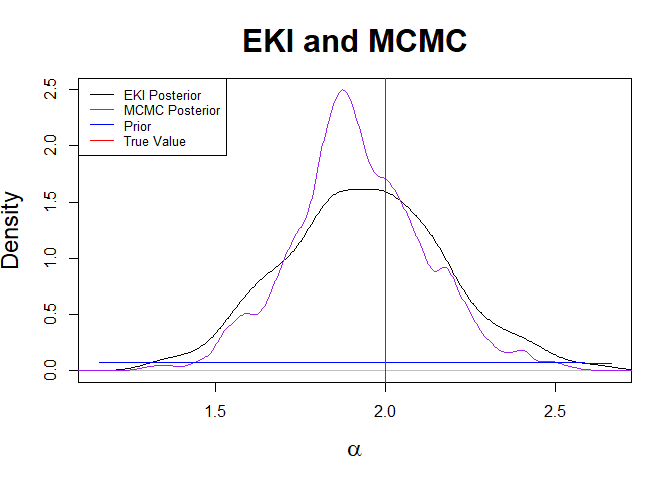 EKI and MCMC
EKI Posterior
MCMC Posterior
Prior
True Value
Density
2.5
2.0
1.5
1.0
0.5
0.0
1.5 2.0 2.5
α